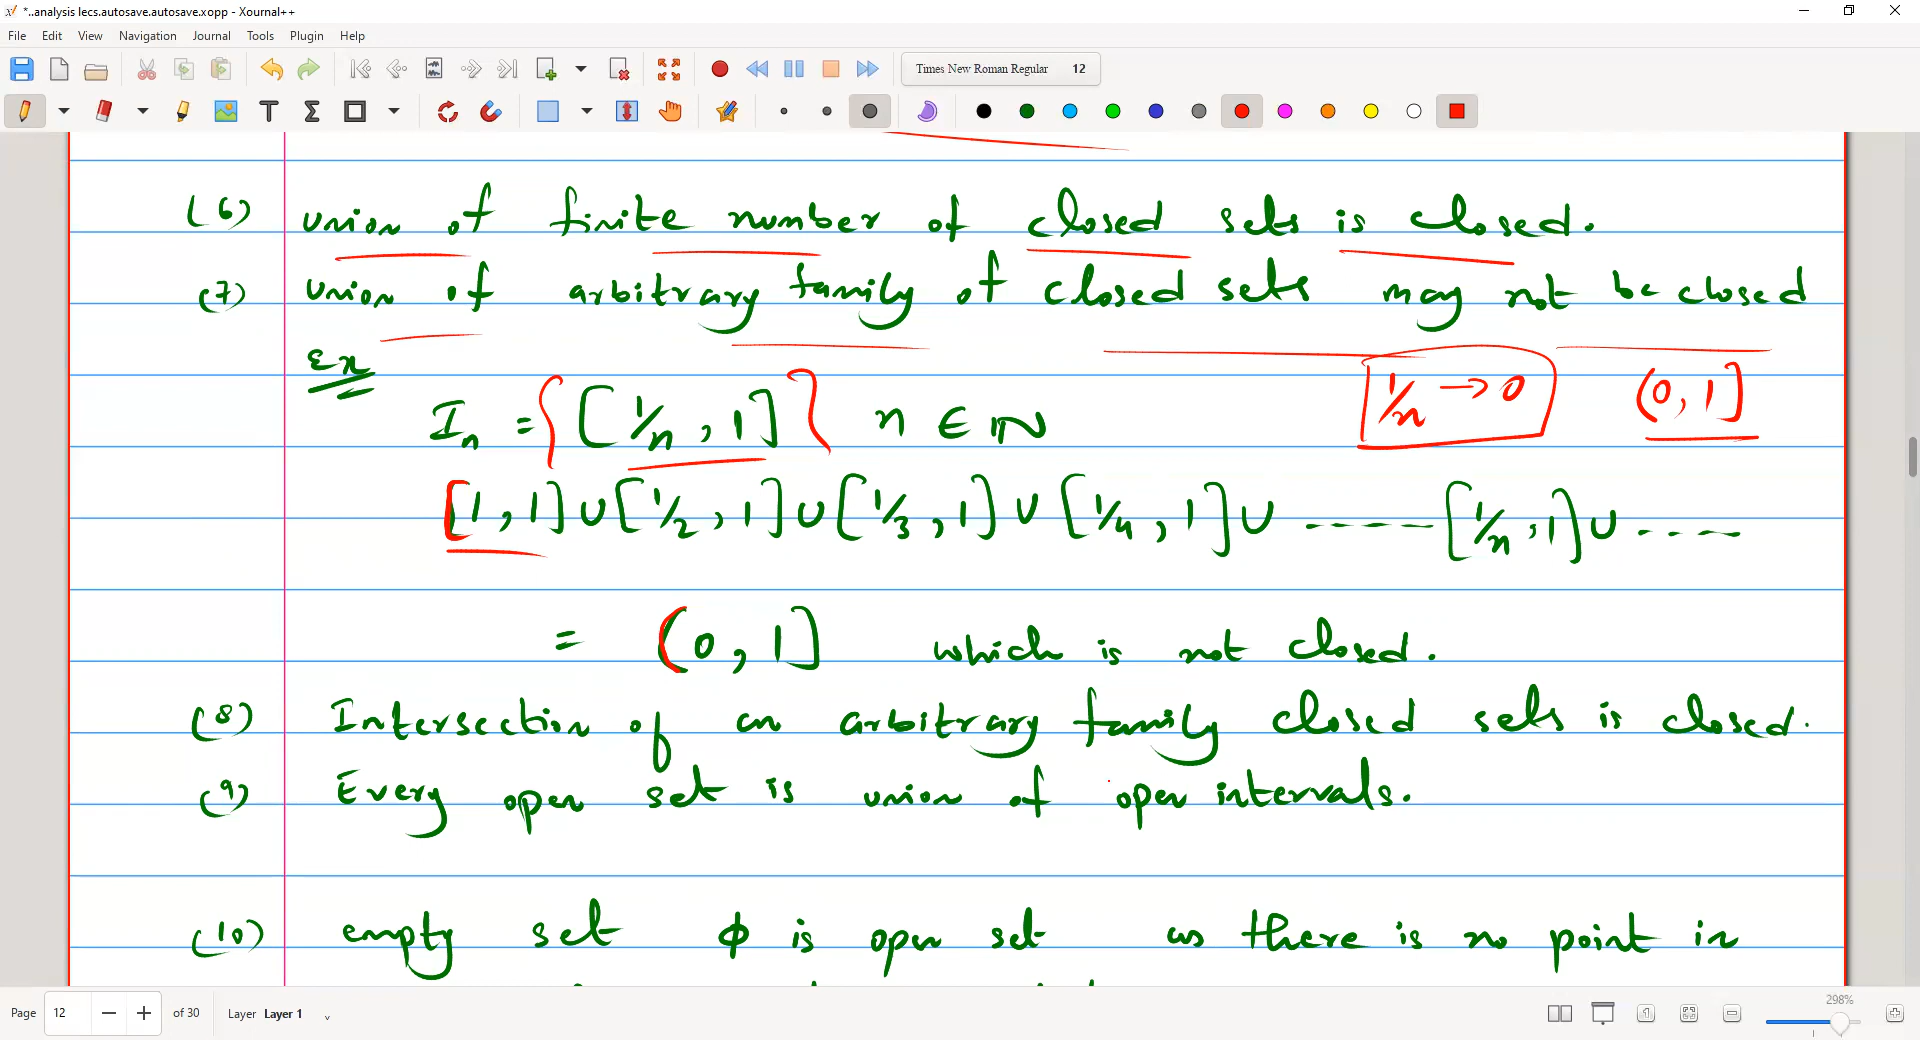 *..analysis lecs.autosave.autosave.xopp - Xournal++
File Edit View Navigation Journal Tools Plugin Help
Times New Roman Regular 12
(6) union of finite number of closed sets is closed.
(7) union of arbitrary family of closed sets may not be closed
Ex
1/n → 0 (0, 1]
Iₙ = { [1/n, 1] } n ∈ ℕ
[1, 1] ∪ [1/2, 1] ∪ [1/3, 1] ∪ [1/4, 1] ∪ ------ [1/n, 1] ∪ -----
= (0, 1] which is not closed.
(8) Intersection of an arbitrary family closed sets is closed.
(9) Every open set is union of open intervals.
(10) empty set ϕ is open set as there is no point in
Page 12 of 30 Layer Layer 1 298%